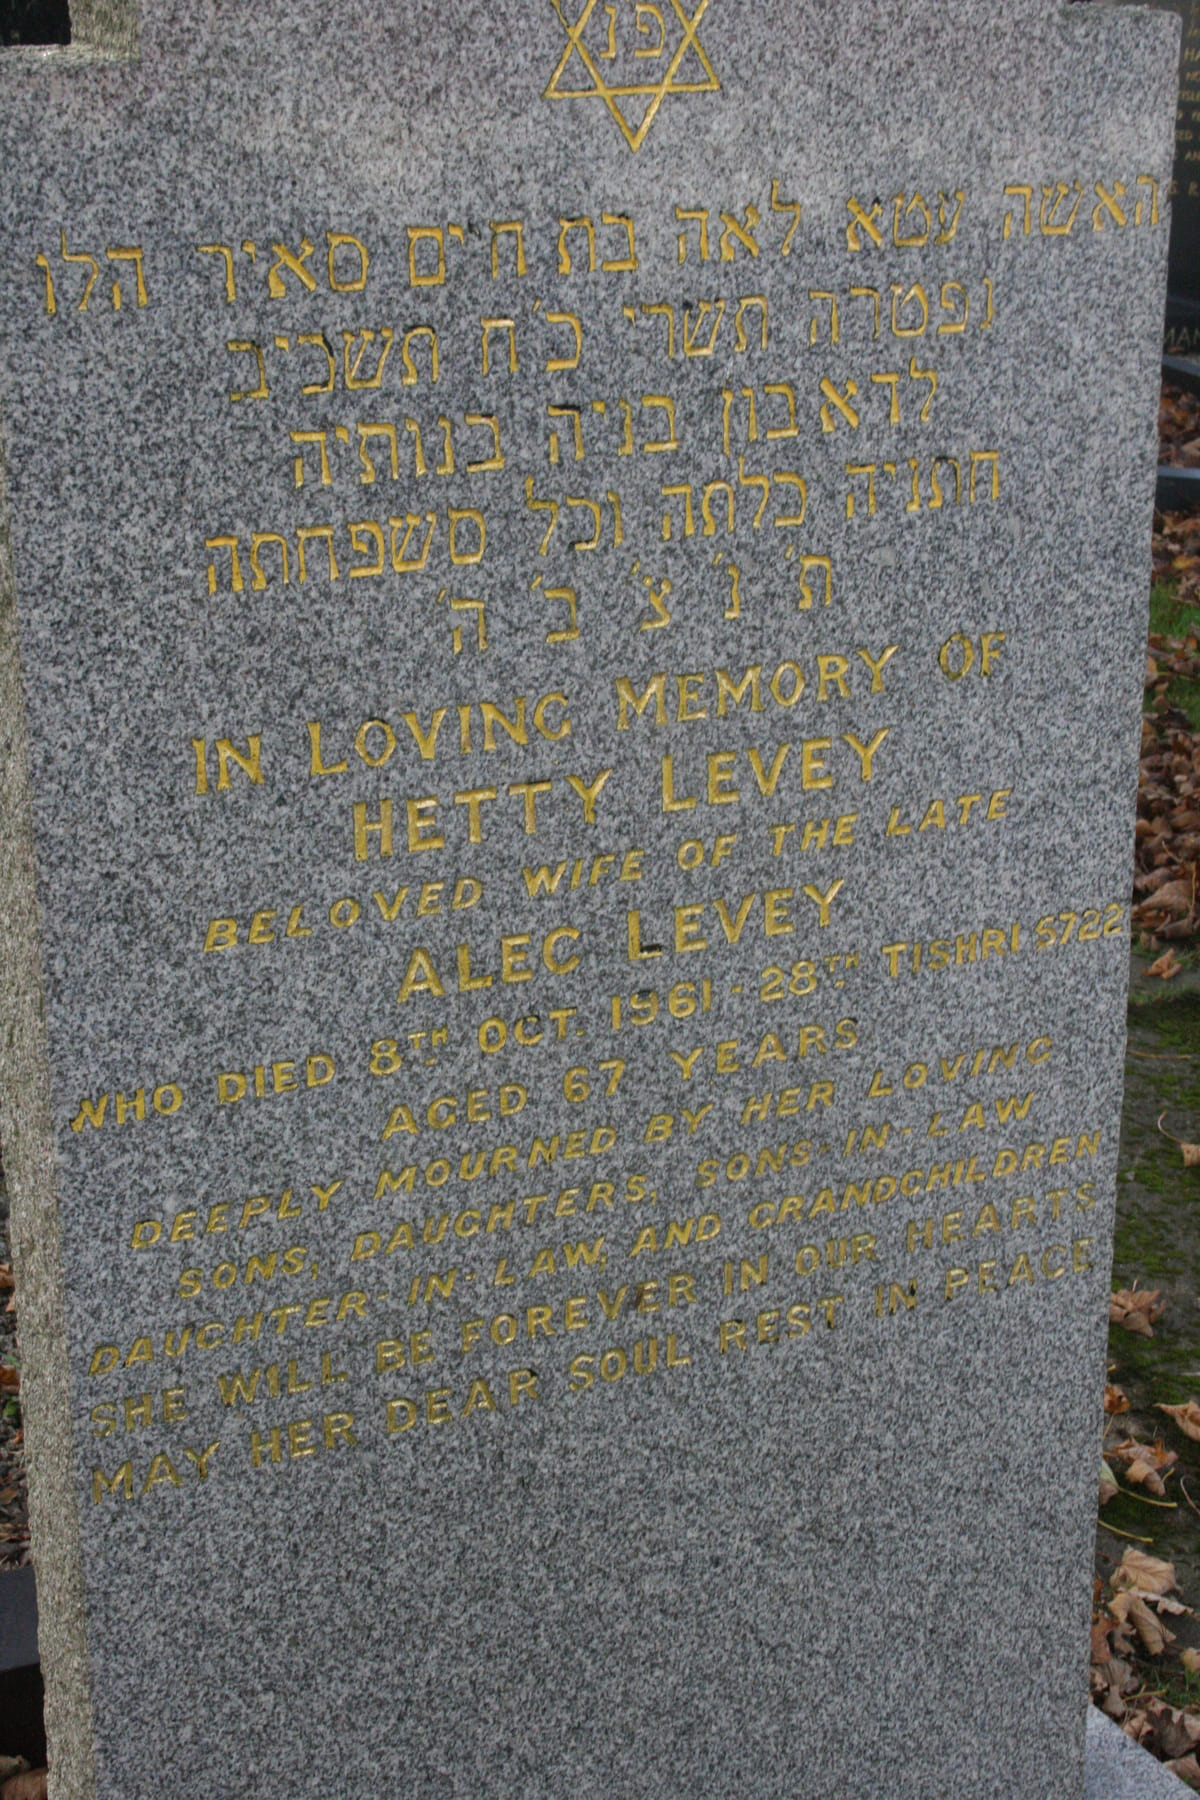 פנ
האשה עטא לאה בת חיים סאיר הלו
נפטרה תשרי כ׳ח תשכ״ב
לדאבון בניה בנותיה
חתניה כלתה וכל סשפחתה
ת׳ נ׳ צ׳ ב׳ ה׳
IN LOVING MEMORY OF
HETTY LEVEY
BELOVED WIFE OF THE LATE
ALEC LEVEY
WHO DIED 8TH OCT. 1961 - 28TH TISHRI 5722
AGED 67 YEARS
DEEPLY MOURNED BY HER LOVING
SONS, DAUGHTERS, SONS-IN-LAW
DAUGHTER-IN-LAW, AND GRANDCHILDREN
SHE WILL BE FOREVER IN OUR HEARTS
MAY HER DEAR SOUL REST IN PEACE